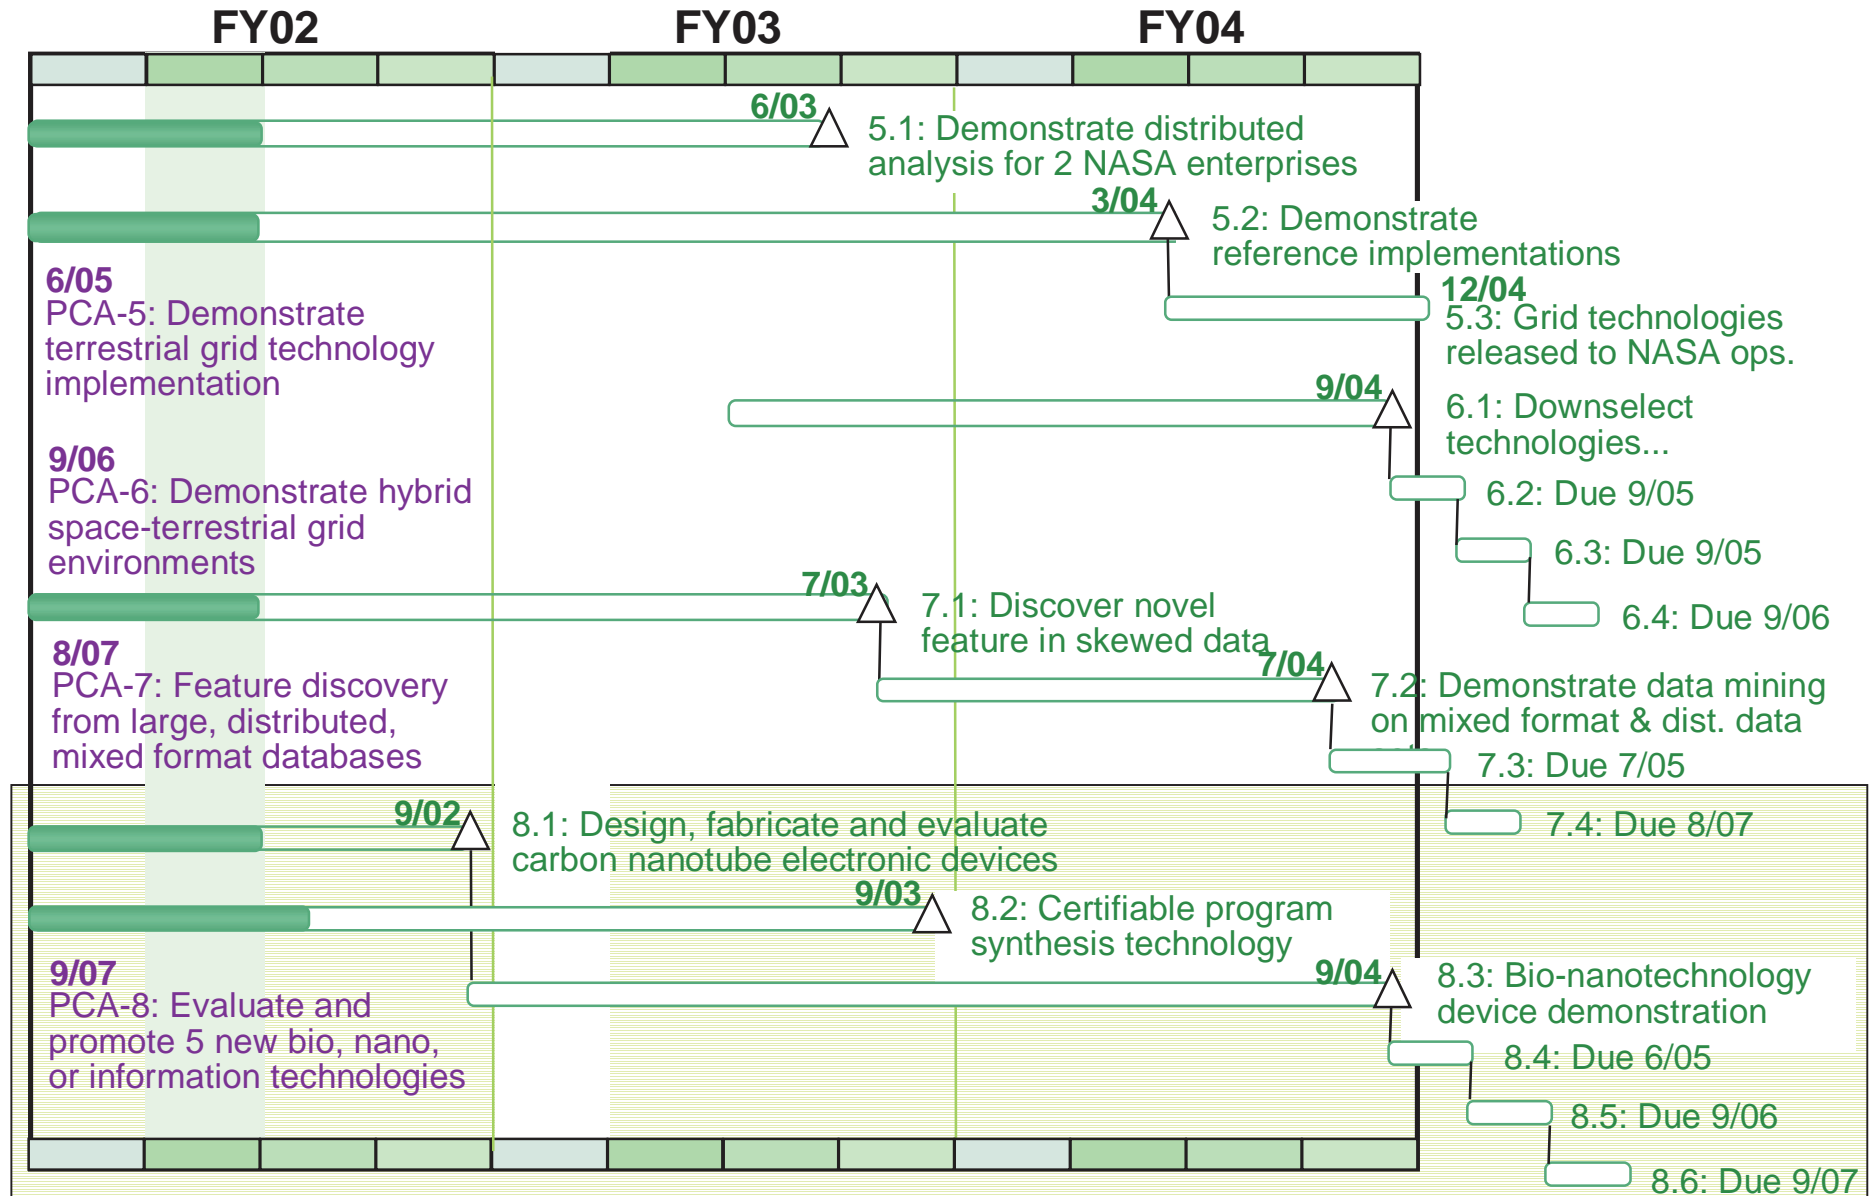 FY02 FY03 FY04
6/03
5.1: Demonstrate distributed
analysis for 2 NASA enterprises
3/04
5.2: Demonstrate
reference implementations
6/05
PCA-5: Demonstrate
terrestrial grid technology
implementation
12/04
5.3: Grid technologies
released to NASA ops.
9/04
6.1: Downselect
technologies...
9/06
PCA-6: Demonstrate hybrid
space-terrestrial grid
environments
6.2: Due 9/05
6.3: Due 9/05
6.4: Due 9/06
7/03
7.1: Discover novel
feature in skewed data
8/07
PCA-7: Feature discovery
from large, distributed,
mixed format databases
7/04
7.2: Demonstrate data mining
on mixed format & dist. data
7.3: Due 7/05
7.4: Due 8/07
9/02
8.1: Design, fabricate and evaluate
carbon nanotube electronic devices
9/03
8.2: Certifiable program
synthesis technology
9/07
PCA-8: Evaluate and
promote 5 new bio, nano,
or information technologies
9/04
8.3: Bio-nanotechnology
device demonstration
8.4: Due 6/05
8.5: Due 9/06
8.6: Due 9/07